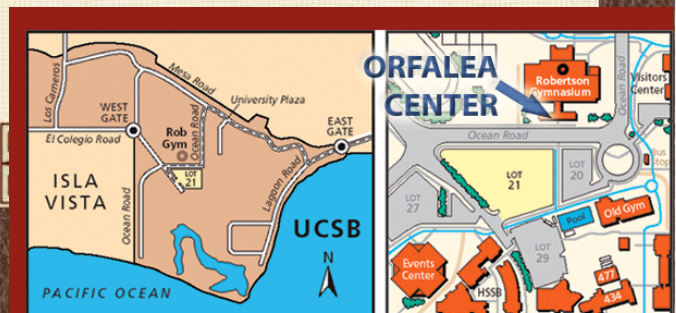 Los Carneros
Mesa Road
University Plaza
WEST
GATE
Ocean Road
EAST
GATE
El Colegio Road
Rob
Gym
LOT
21
ISLA
VISTA
Ocean Road
Lagoon Road
UCSB
N
PACIFIC OCEAN
ORFALEA
CENTER
Robertson
Gymnasium
Ocean Road
Visitors
Center
Ocean Road
Bus
Stop
LOT
21
LOT
20
LOT
27
Pool
Old Gym
LOT
29
Events
Center
HSSB
477
434